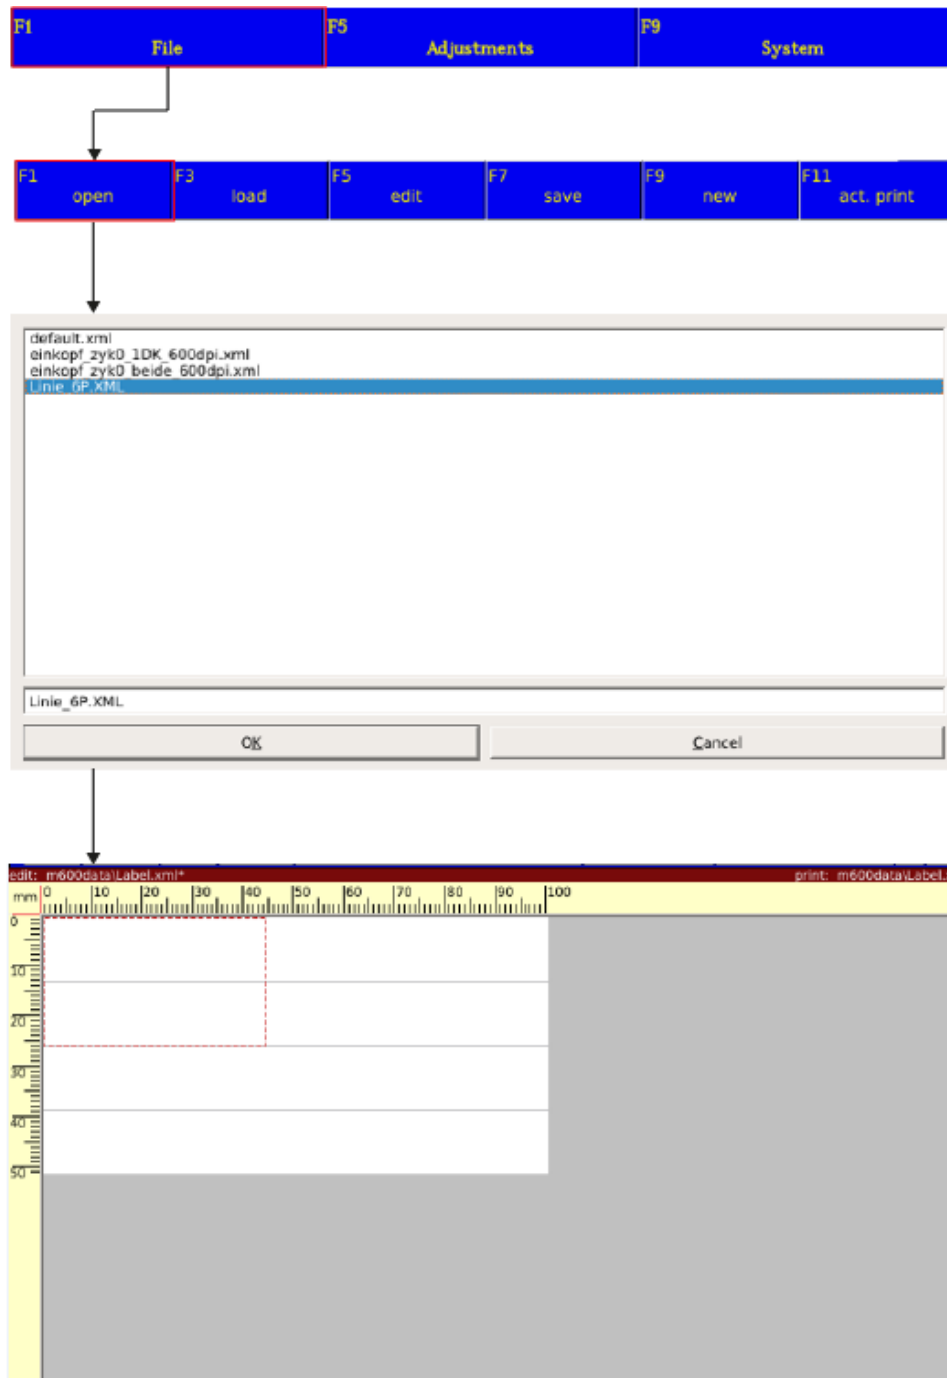 F1 F5 F9
File Adjustments System
F1 F3 F5 F7 F9 F11
open load edit save new act. print
default.xml
einkopf_zyk0_1DK_600dpi.xml
einkopf_zyk0_beide_600dpi.xml
Linie_6P.XML
Linie_6P.XML
OK Cancel
edit: m600data\Label.xml* print: m600data\Label.
mm 0 10 20 30 40 50 60 70 80 90 100
0
10
20
30
40
50